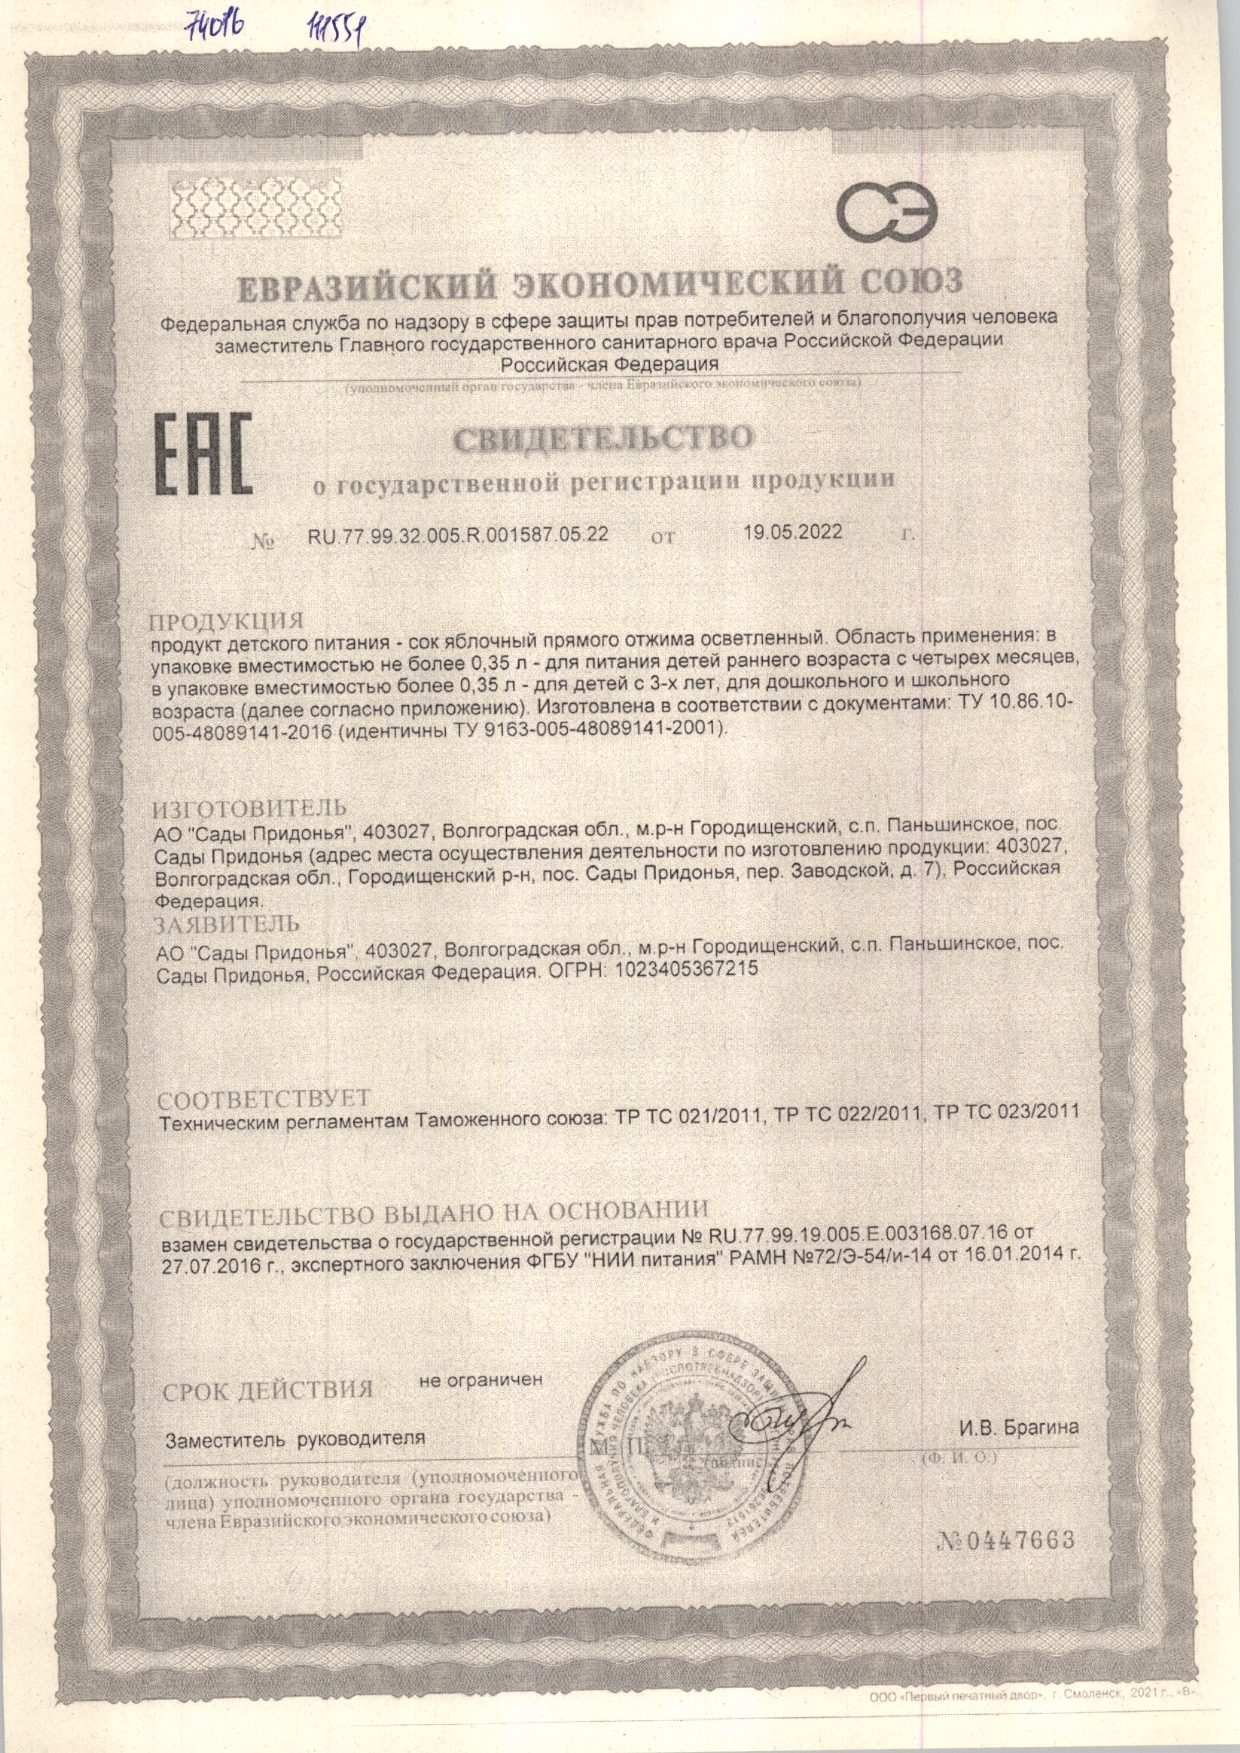 74016 111551
СЭ
ЕВРАЗИЙСКИЙ ЭКОНОМИЧЕСКИЙ СОЮЗ
Федеральная служба по надзору в сфере защиты прав потребителей и благополучия человека
заместитель Главного государственного санитарного врача Российской Федерации
Российская Федерация
(уполномоченный орган государства - члена Евразийского экономического союза)
ЕАС
СВИДЕТЕЛЬСТВО
о государственной регистрации продукции
№ RU.77.99.32.005.R.001587.05.22 от 19.05.2022 г.
ПРОДУКЦИЯ
продукт детского питания - сок яблочный прямого отжима осветленный. Область применения: в
упаковке вместимостью не более 0,35 л - для питания детей раннего возраста с четырех месяцев,
в упаковке вместимостью более 0,35 л - для детей с 3-х лет, для дошкольного и школьного
возраста (далее согласно приложению). Изготовлена в соответствии с документами: ТУ 10.86.10-
005-48089141-2016 (идентичны ТУ 9163-005-48089141-2001).
ИЗГОТОВИТЕЛЬ
АО "Сады Придонья", 403027, Волгоградская обл., м.р-н Городищенский, с.п. Паньшинское, пос.
Сады Придонья (адрес места осуществления деятельности по изготовлению продукции: 403027,
Волгоградская обл., Городищенский р-н, пос. Сады Придонья, пер. Заводской, д. 7), Российская
Федерация.
ЗАЯВИТЕЛЬ
АО "Сады Придонья", 403027, Волгоградская обл., м.р-н Городищенский, с.п. Паньшинское, пос.
Сады Придонья, Российская Федерация. ОГРН: 1023405367215
СООТВЕТСТВУЕТ
Техническим регламентам Таможенного союза: ТР ТС 021/2011, ТР ТС 022/2011, ТР ТС 023/2011
СВИДЕТЕЛЬСТВО ВЫДАНО НА ОСНОВАНИИ
взамен свидетельства о государственной регистрации № RU.77.99.19.005.Е.003168.07.16 от
27.07.2016 г., экспертного заключения ФГБУ "НИИ питания" РАМН №72/Э-54/и-14 от 16.01.2014 г.
СРОК ДЕЙСТВИЯ не ограничен
Заместитель руководителя
М. П.
(подпись)
И.В. Брагина
(Ф. И. О.)
(должность руководителя (уполномоченного
лица) уполномоченного органа государства -
члена Евразийского экономического союза)
№0447663
ООО «Первый печатный двор», г. Смоленск, 2021 г., «В».